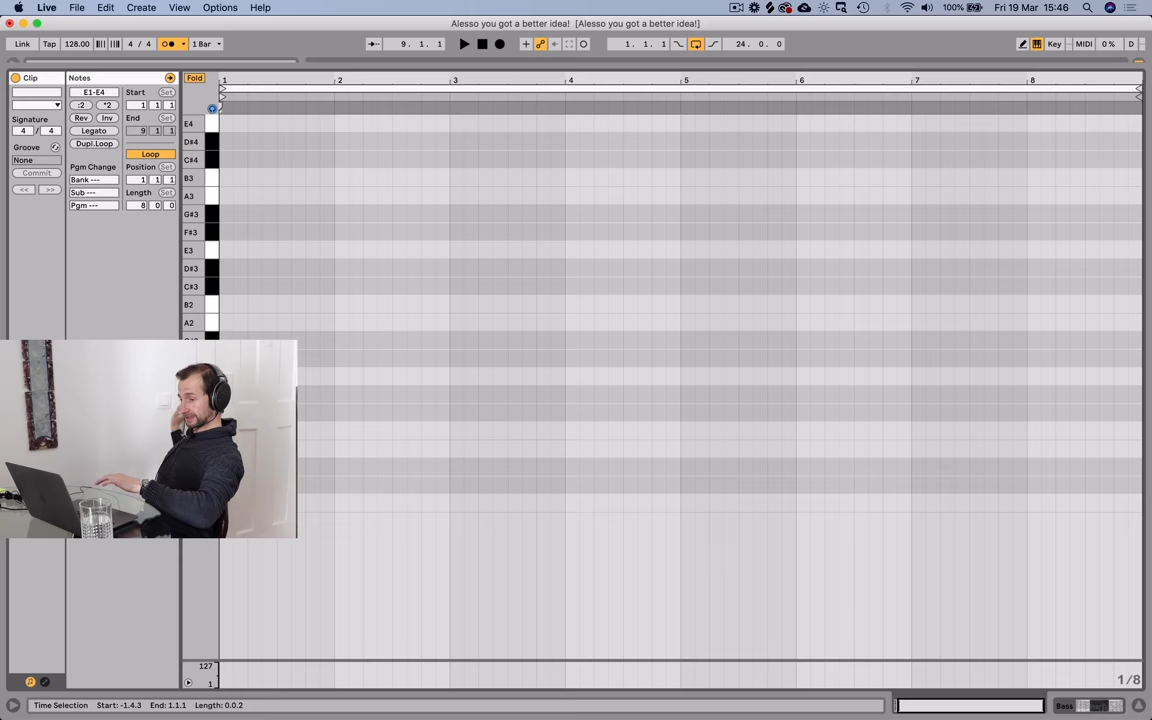 Live File Edit Create View Options Help 100% Fri 19 Mar 15:46
Alesso you got a better idea! [Alesso you got a better idea!]
Link Tap 128.00 4 / 4 1 Bar 9. 1. 1 1. 1. 1 24. 0. 0 Key MIDI 0 % D
Clip Notes Fold 1 2 3 4 5 6 7 8
E1-E4 Start Set
:2 *2 1 1 1
Signature Rev Inv End Set
4 / 4 Legato 9 1 1
Groove Dupl.Loop
None Loop
Commit Pgm Change Position Set
Bank --- 1 1 1
<< >> Sub --- Length Set
Pgm --- 8 0 0
E4
D#4
C#4
B3
A3
G#3
F#3
E3
D#3
C#3
B2
A2
127
1 1/8
Time Selection Start: -1.4.3 End: 1.1.1 Length: 0.0.2 Bass